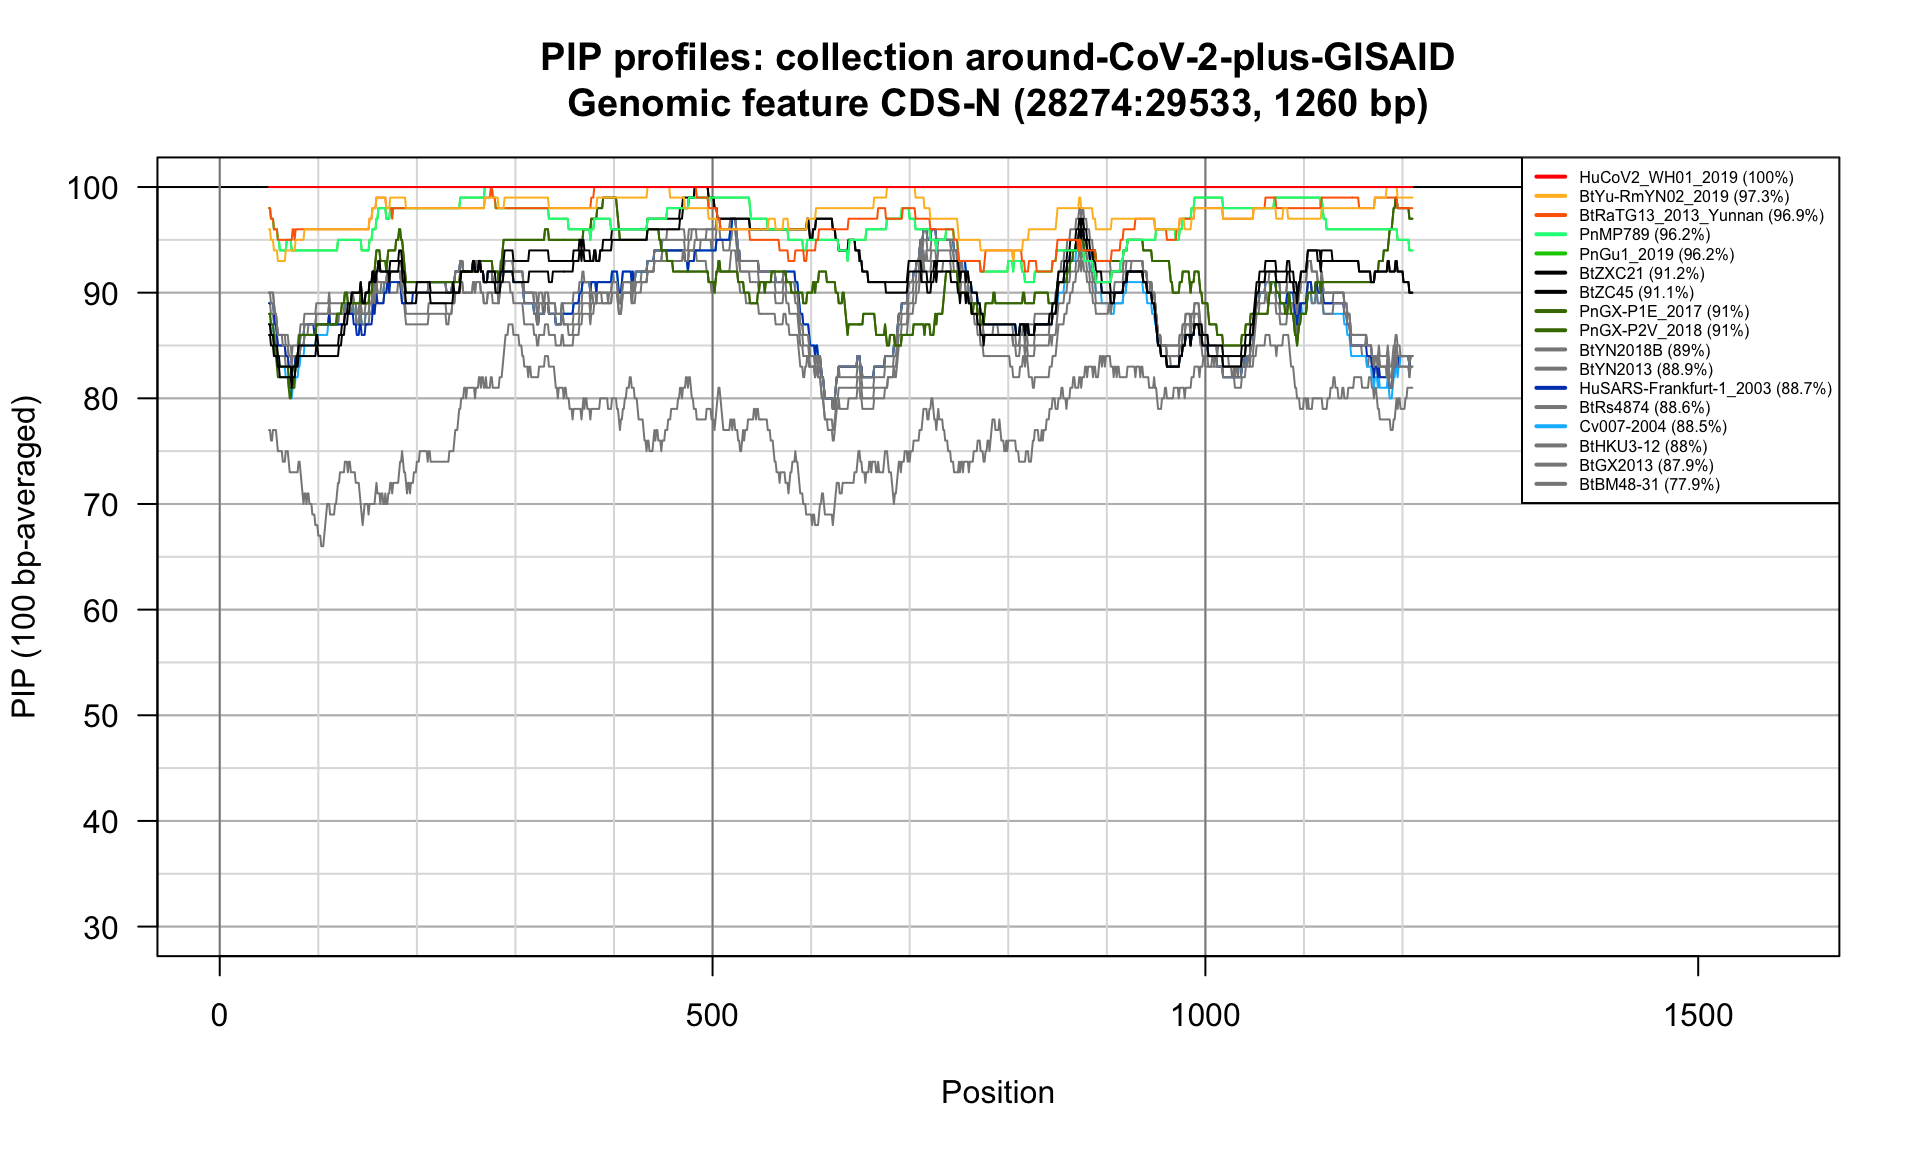 PIP profiles: collection around-CoV-2-plus-GISAID
Genomic feature CDS-N (28274:29533, 1260 bp)
PIP (100 bp-averaged)
100
90
80
70
60
50
40
30
HuCoV2_WH01_2019 (100%)
BtYu-RmYN02_2019 (97.3%)
BtRaTG13_2013_Yunnan (96.9%)
PnMP789 (96.2%)
PnGu1_2019 (96.2%)
BtZXC21 (91.2%)
BtZC45 (91.1%)
PnGX-P1E_2017 (91%)
PnGX-P2V_2018 (91%)
BtYN2018B (89%)
BtYN2013 (88.9%)
HuSARS-Frankfurt-1_2003 (88.7%)
BtRs4874 (88.6%)
Cv007-2004 (88.5%)
BtHKU3-12 (88%)
BtGX2013 (87.9%)
BtBM48-31 (77.9%)
0
500
1000
1500
Position